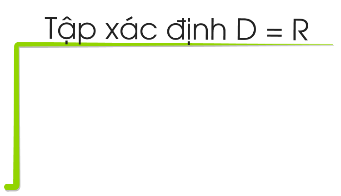 Tập xác định D = R